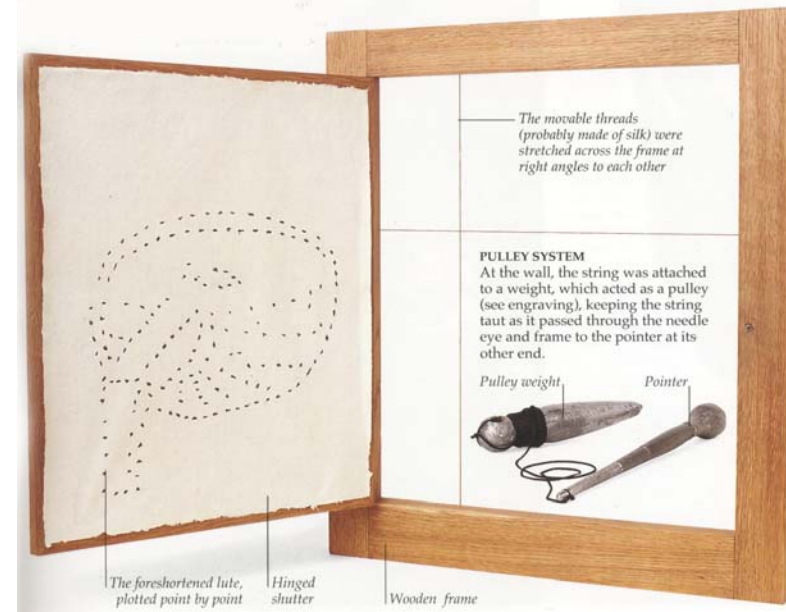 The movable threads
(probably made of silk) were
stretched across the frame at
right angles to each other
PULLEY SYSTEM
At the wall, the string was attached
to a weight, which acted as a pulley
(see engraving), keeping the string
taut as it passed through the needle
eye and frame to the pointer at its
other end.
Pulley weight
Pointer
The foreshortened lute,
plotted point by point
Hinged
shutter
Wooden frame